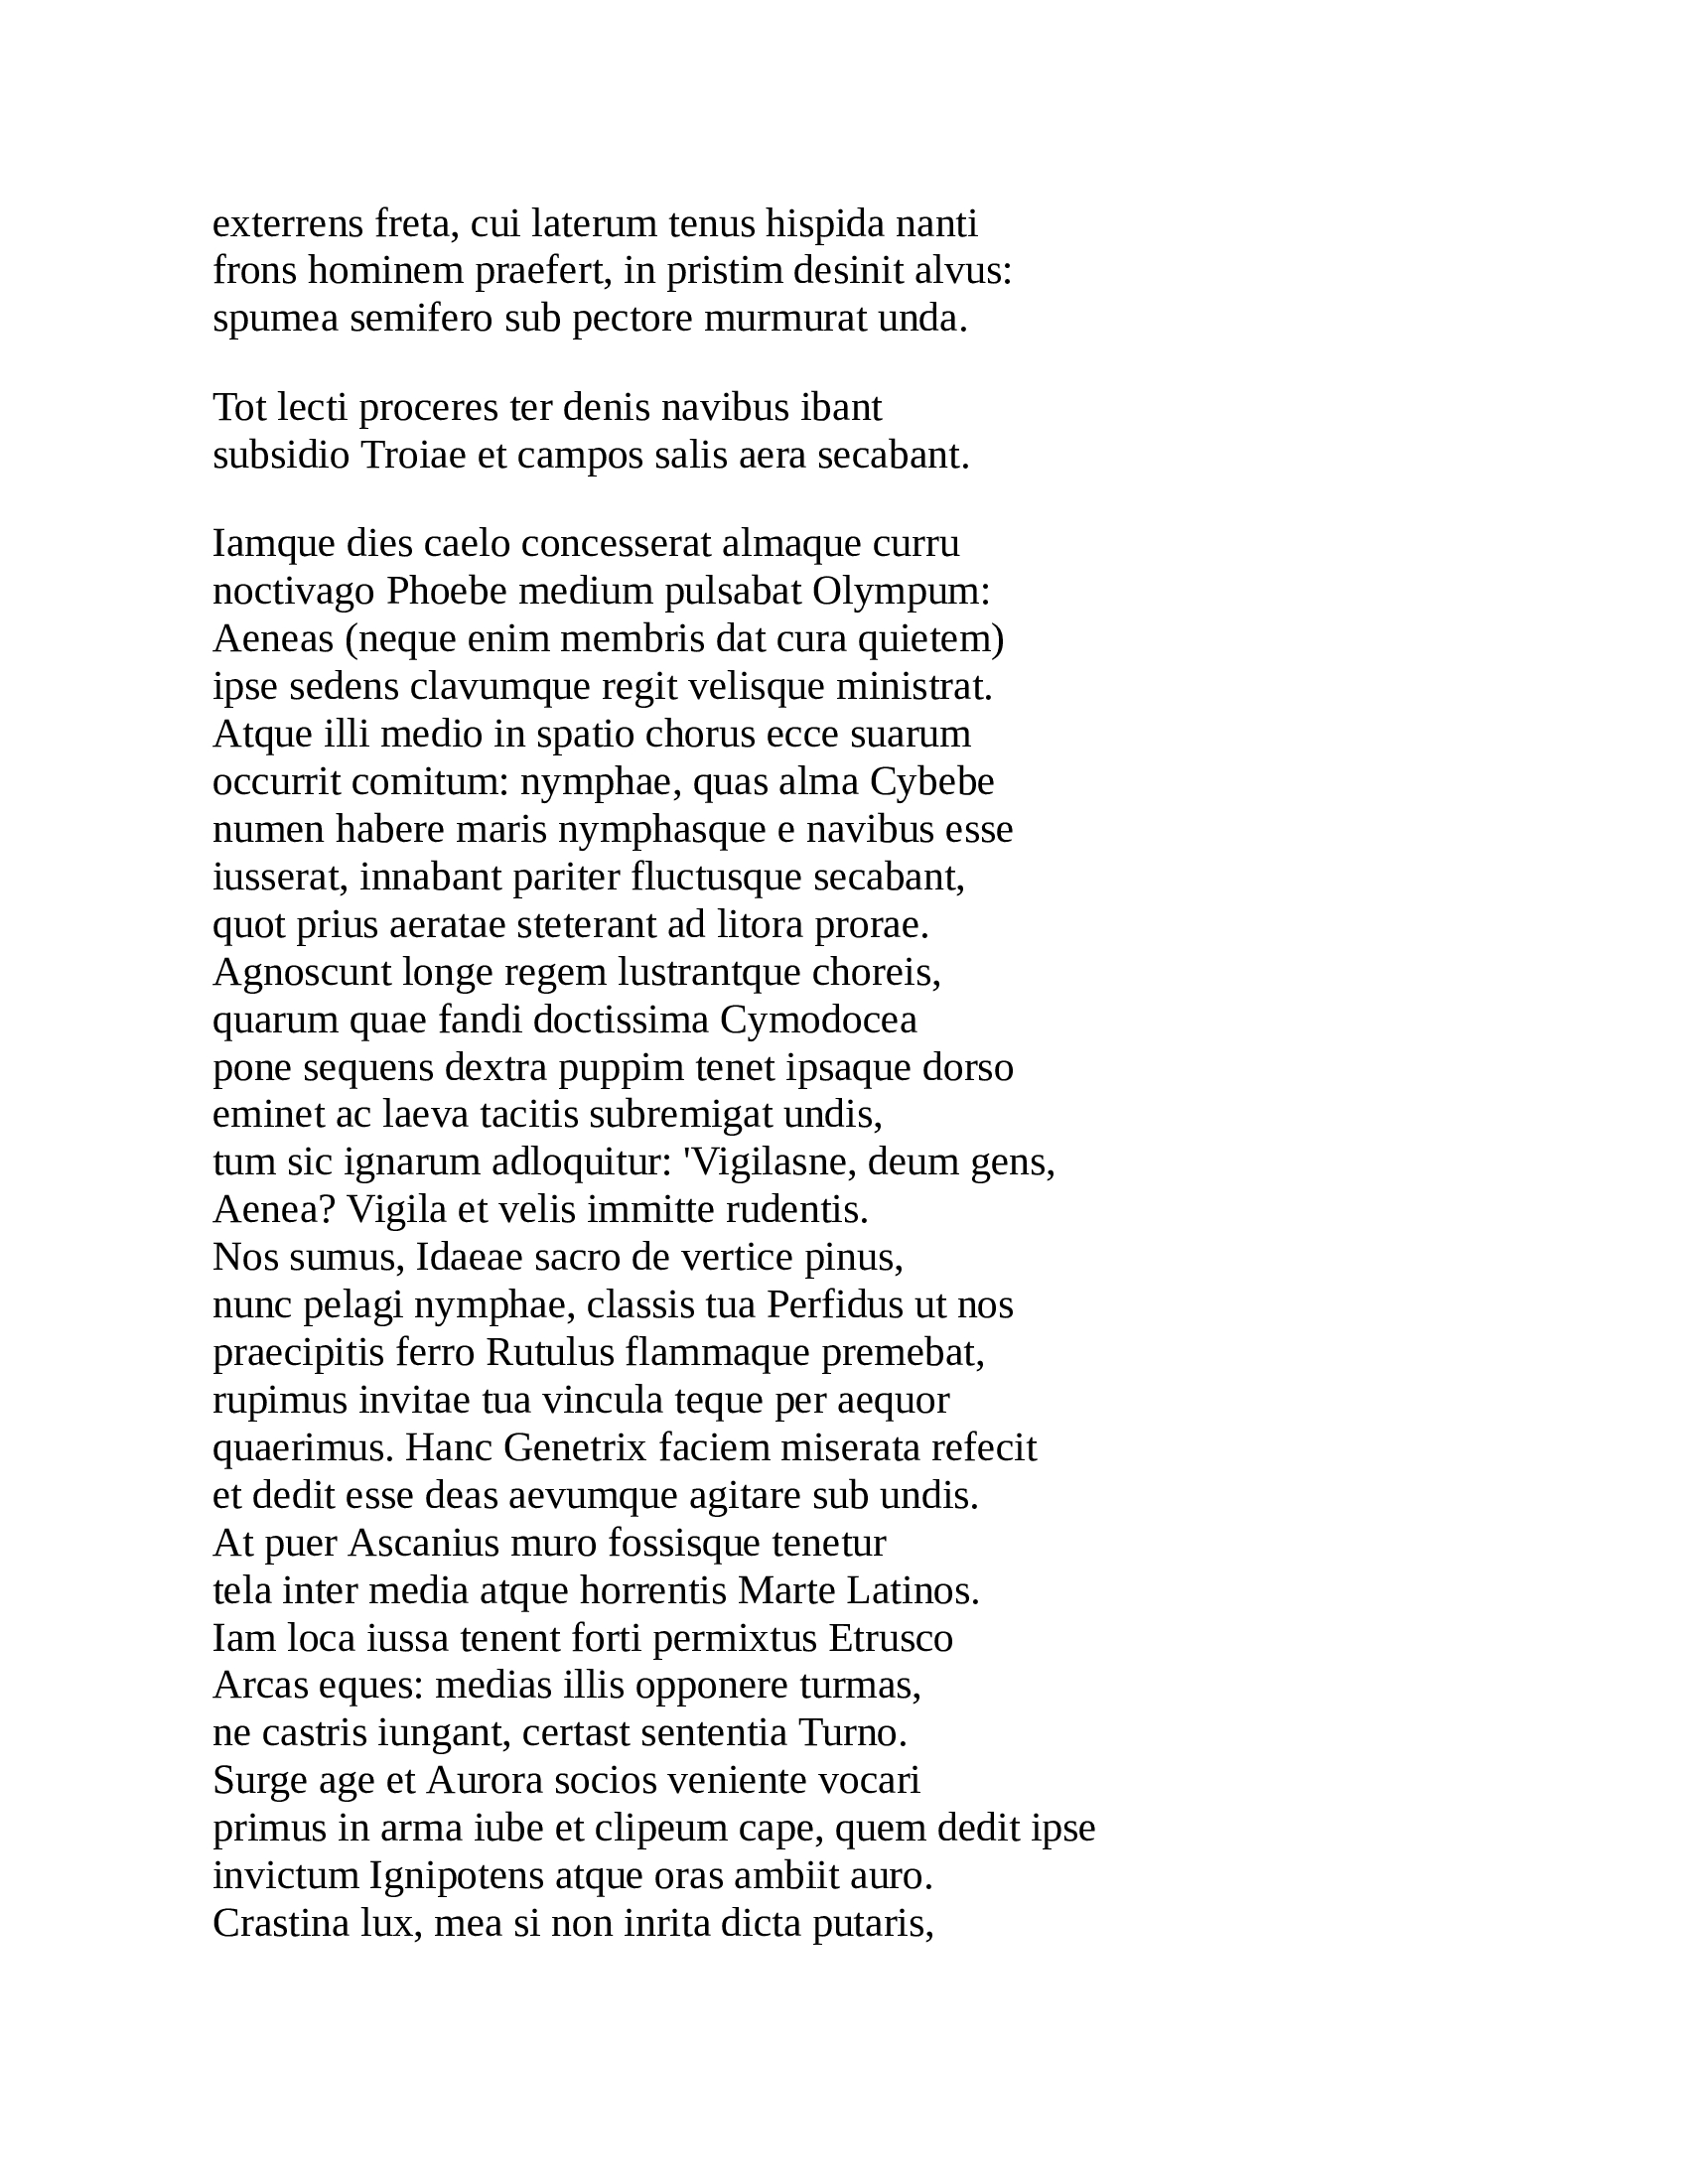 exterrens freta, cui laterum tenus hispida nanti
frons hominem praefert, in pristim desinit alvus:
spumea semifero sub pectore murmurat unda.
Tot lecti proceres ter denis navibus ibant
subsidio Troiae et campos salis aera secabant.
Iamque dies caelo concesserat almaque curru
noctivago Phoebe medium pulsabat Olympum:
Aeneas (neque enim membris dat cura quietem)
ipse sedens clavumque regit velisque ministrat.
Atque illi medio in spatio chorus ecce suarum
occurrit comitum: nymphae, quas alma Cybebe
numen habere maris nymphasque e navibus esse
iusserat, innabant pariter fluctusque secabant,
quot prius aeratae steterant ad litora prorae.
Agnoscunt longe regem lustrantque choreis,
quarum quae fandi doctissima Cymodocea
pone sequens dextra puppim tenet ipsaque dorso
eminet ac laeva tacitis subremigat undis,
tum sic ignarum adloquitur: 'Vigilasne, deum gens,
Aenea? Vigila et velis immitte rudentis.
Nos sumus, Idaeae sacro de vertice pinus,
nunc pelagi nymphae, classis tua Perfidus ut nos
praecipitis ferro Rutulus flammaque premebat,
rupimus invitae tua vincula teque per aequor
quaerimus. Hanc Genetrix faciem miserata refecit
et dedit esse deas aevumque agitare sub undis.
At puer Ascanius muro fossisque tenetur
tela inter media atque horrentis Marte Latinos.
Iam loca iussa tenent forti permixtus Etrusco
Arcas eques: medias illis opponere turmas,
ne castris iungant, certast sententia Turno.
Surge age et Aurora socios veniente vocari
primus in arma iube et clipeum cape, quem dedit ipse
invictum Ignipotens atque oras ambiit auro.
Crastina lux, mea si non inrita dicta putaris,